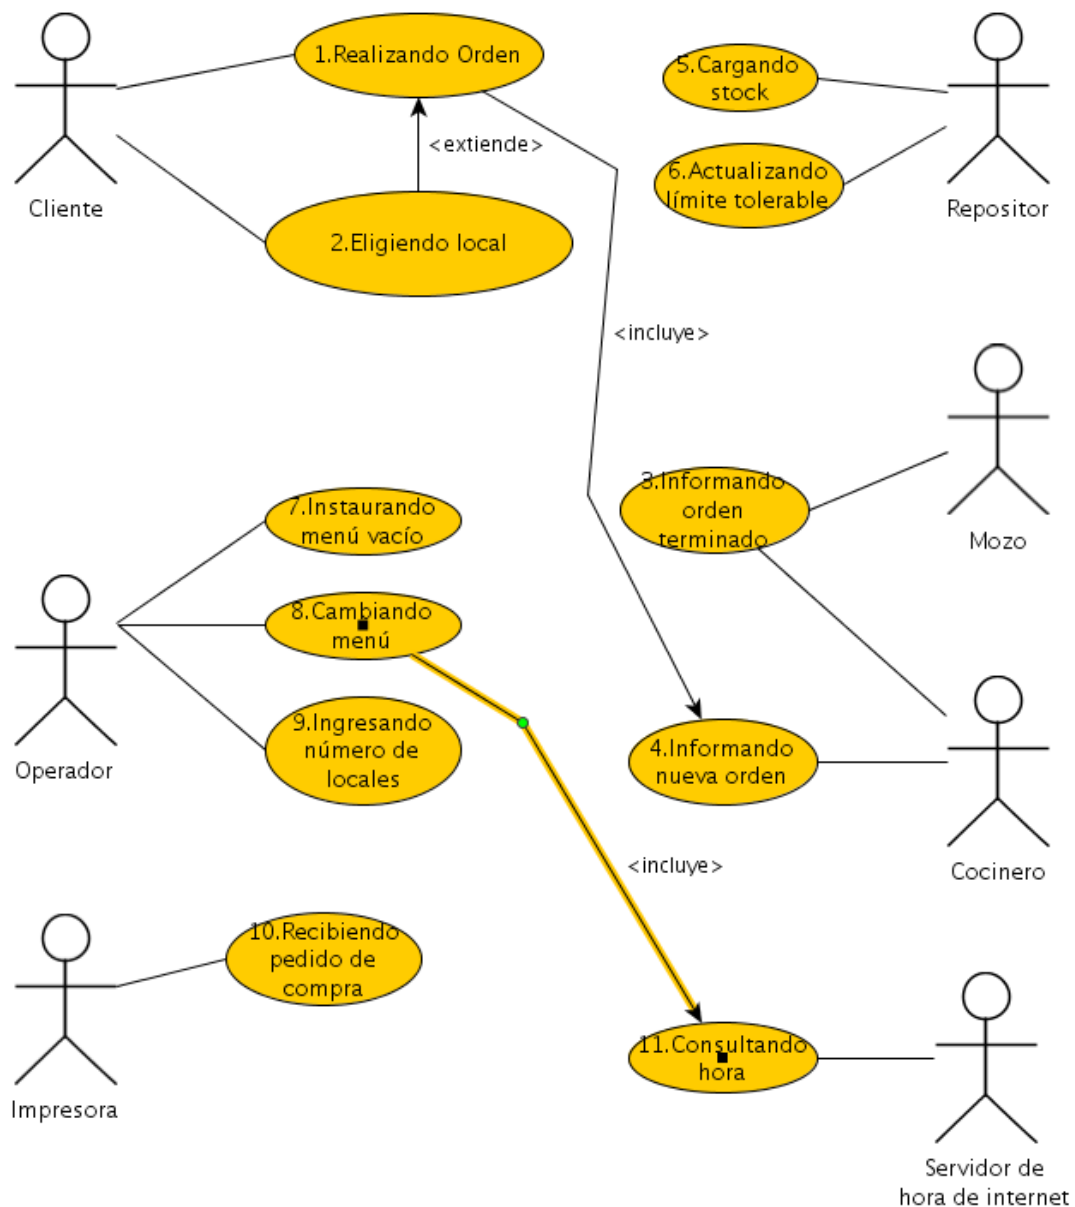 1.Realizando Orden
5.Cargando
stock
<extiende>
6.Actualizando
límite tolerable
Cliente
Repositor
2.Eligiendo local
<incluye>
3.Informando
orden
terminado
Mozo
7.Instaurando
menú vacío
8.Cambiando
menú
9.Ingresando
número de
locales
Operador
4.Informando
nueva orden
<incluye>
Cocinero
10.Recibiendo
pedido de
compra
11.Consultando
hora
Impresora
Servidor de
hora de internet